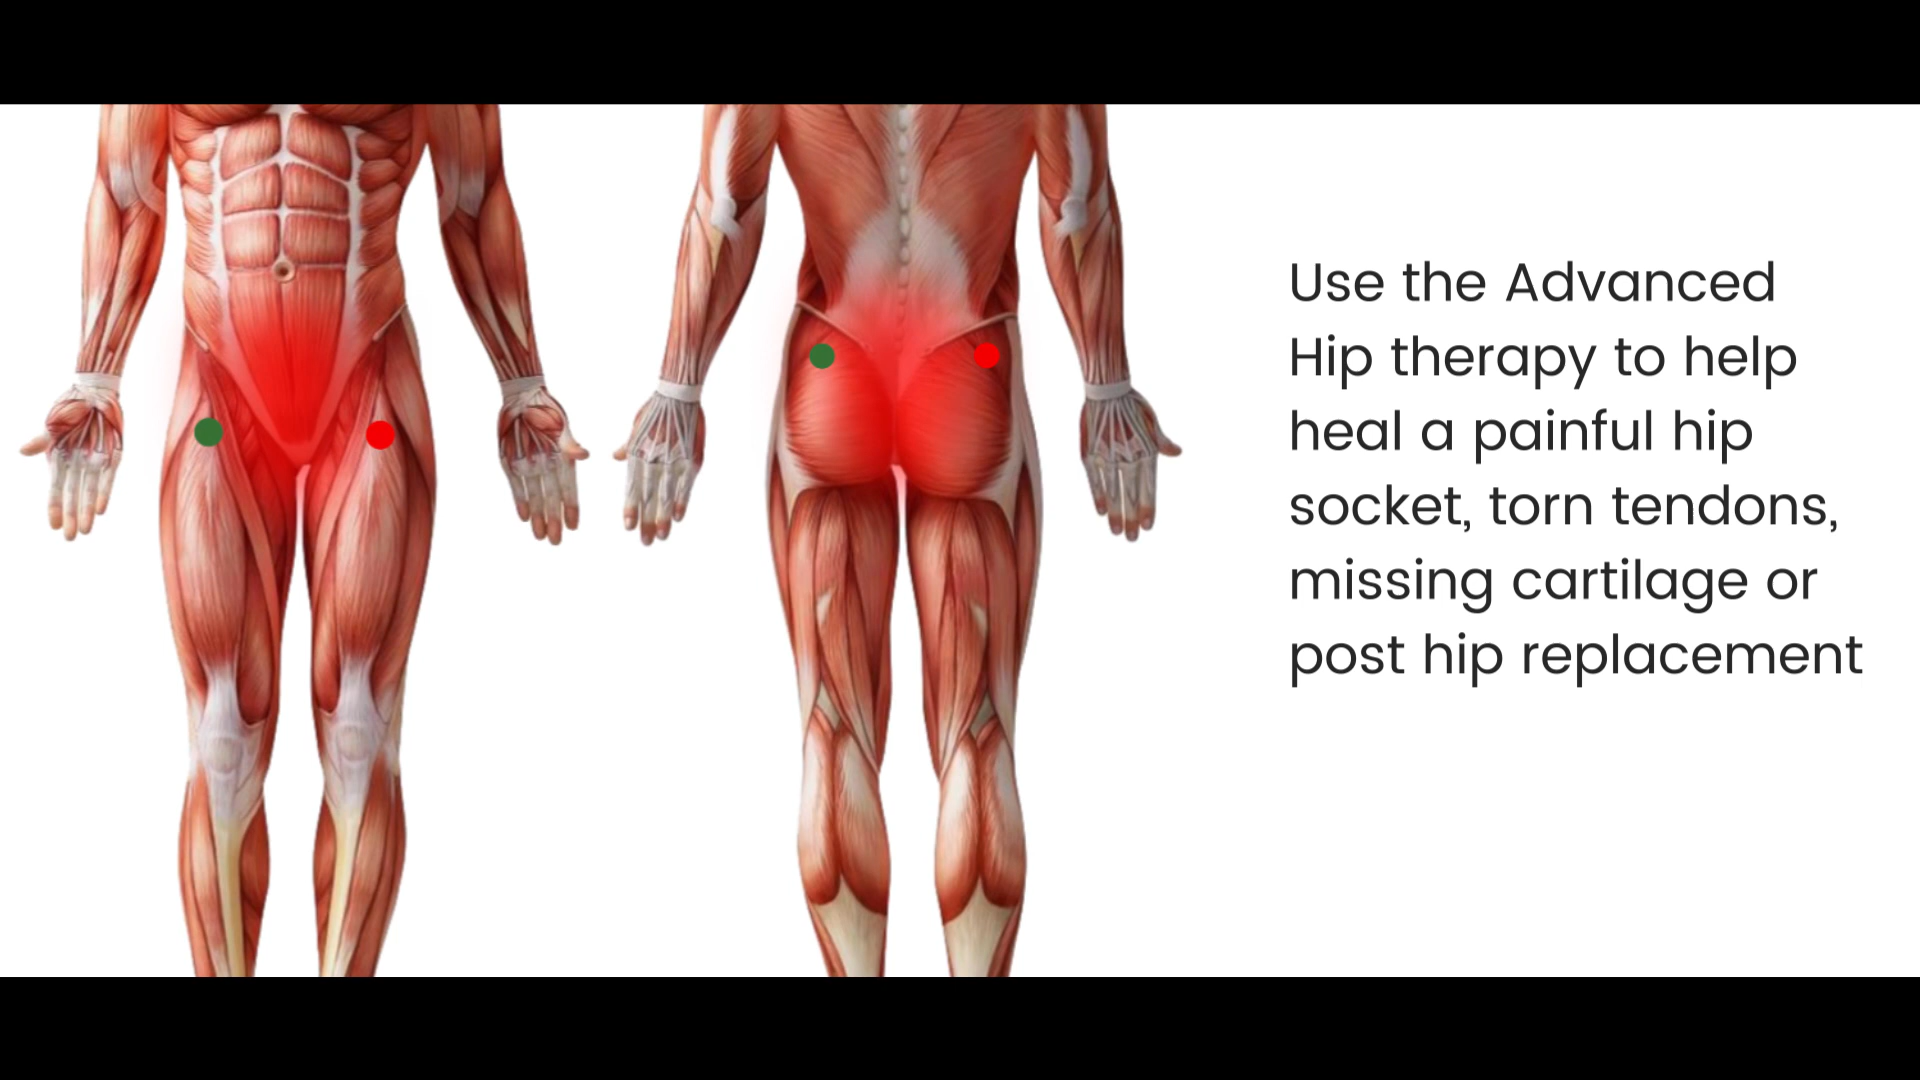 Use the Advanced
Hip therapy to help
heal a painful hip
socket, torn tendons,
missing cartilage or
post hip replacement